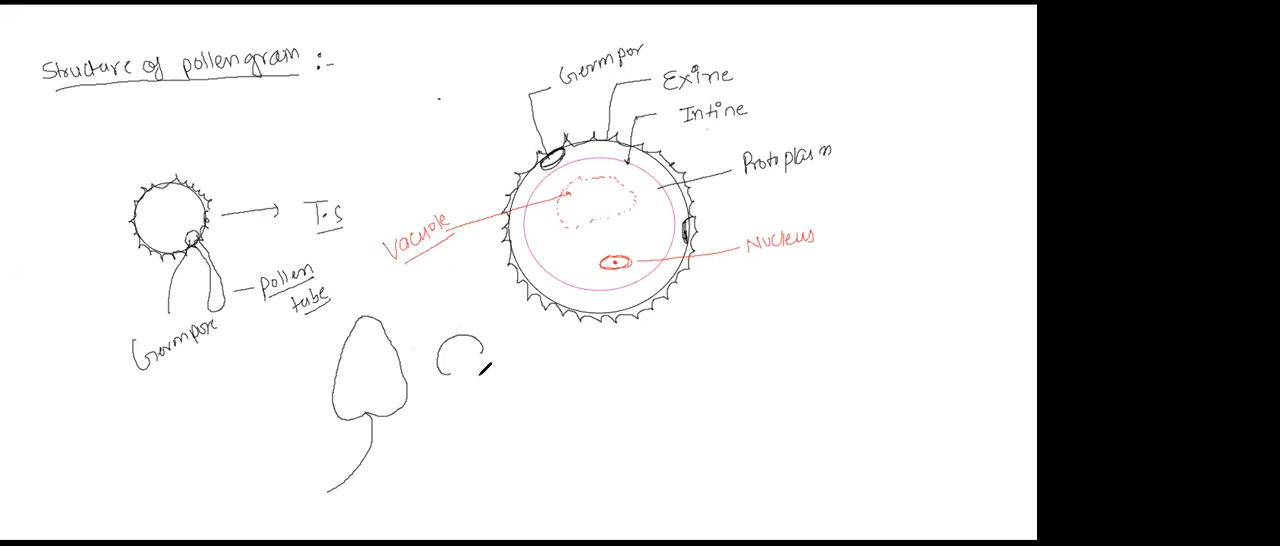 Structure of pollengrain :-
Germpor
Exine
Intine
Protoplasm
Vacuole
Nucleus
T.S
Pollen
tube
Germpore